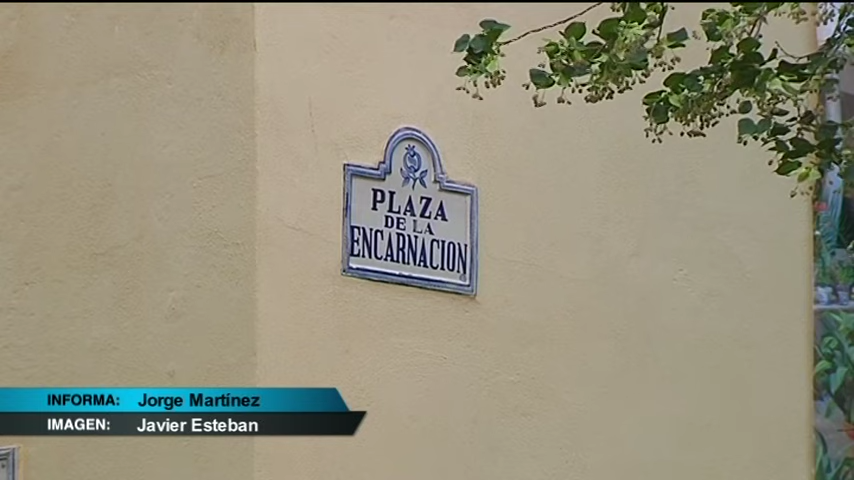 PLAZA
DE LA
ENCARNACION
INFORMA: Jorge Martínez
IMAGEN: Javier Esteban